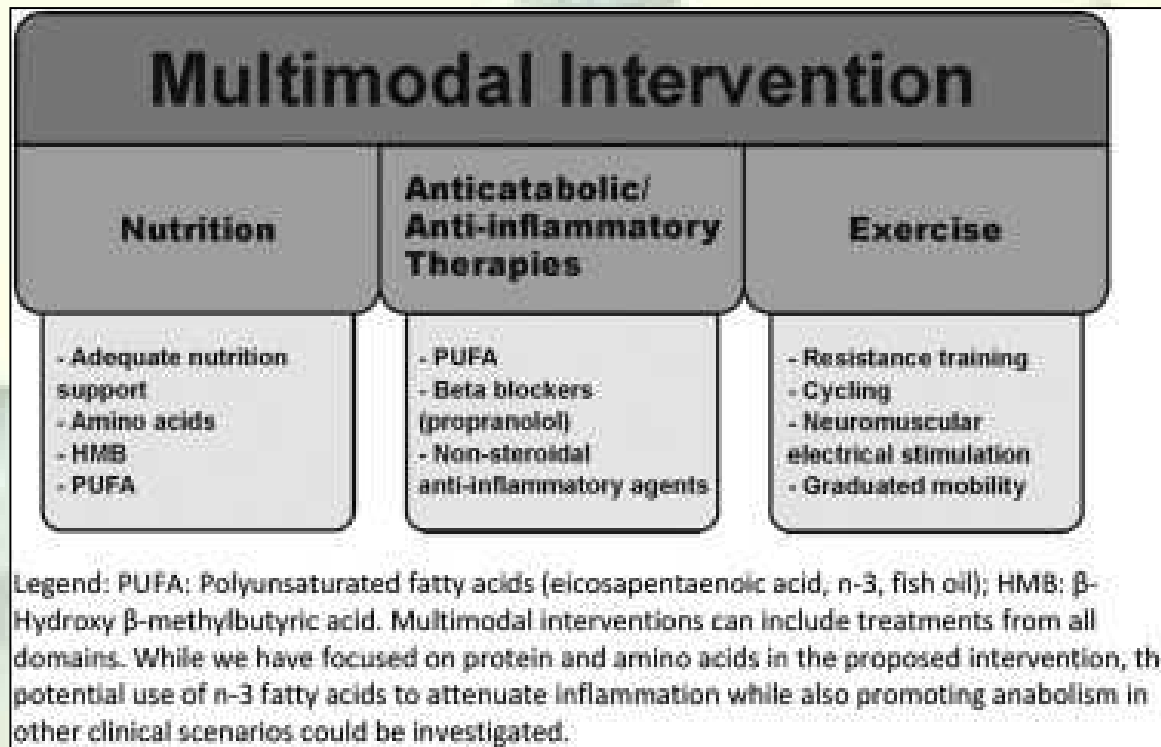 Multimodal Intervention
Nutrition
Anticatabolic/
Anti-inflammatory
Therapies
Exercise
- Adequate nutrition
support
- Amino acids
- HMB
- PUFA
- PUFA
- Beta blockers
(propranolol)
- Non-steroidal
anti-inflammatory agents
- Resistance training
- Cycling
- Neuromuscular
electrical stimulation
- Graduated mobility
Legend: PUFA: Polyunsaturated fatty acids (eicosapentaenoic acid, n-3, fish oil); HMB: β-
Hydroxy β-methylbutyric acid. Multimodal interventions can include treatments from all
domains. While we have focused on protein and amino acids in the proposed intervention, th
potential use of n-3 fatty acids to attenuate inflammation while also promoting anabolism in
other clinical scenarios could be investigated.